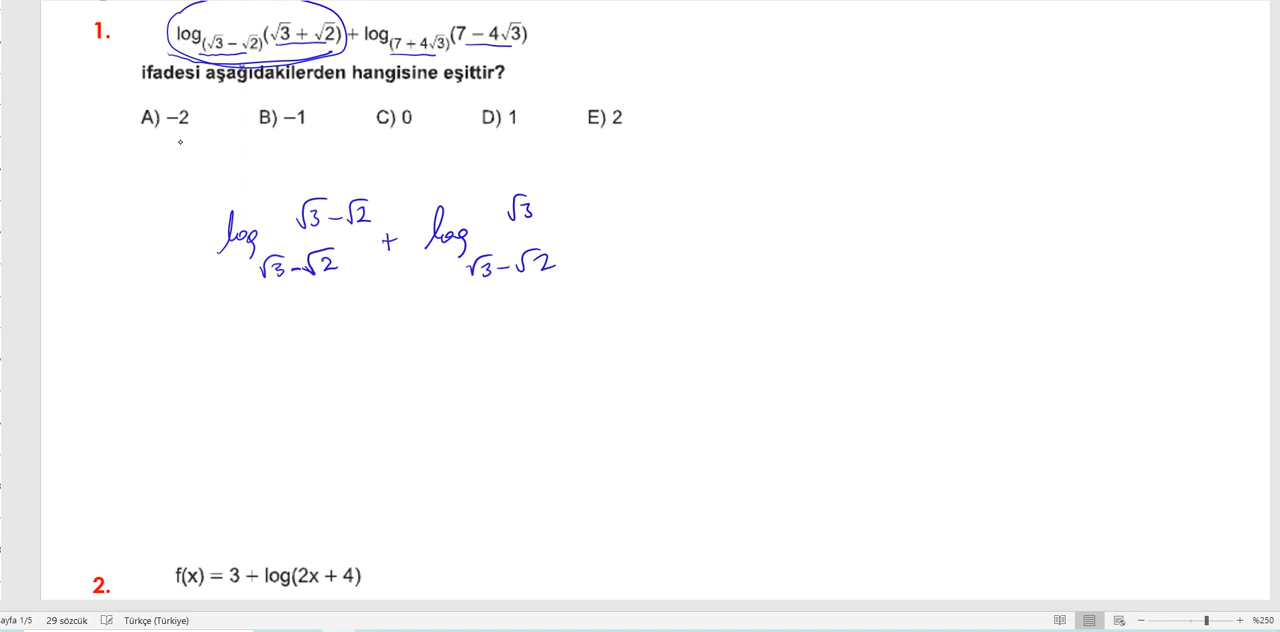 1. log(√3 − √2)(√3 + √2) + log(7 + 4√3)(7 − 4√3)
ifadesi aşağıdakilerden hangisine eşittir?
A) −2 B) −1 C) 0 D) 1 E) 2
log √3−√2 √3−√2 + log √3−√2 √3
2. f(x) = 3 + log(2x + 4)
ayfa 1/5 29 sözcük Türkçe (Türkiye) − + %250